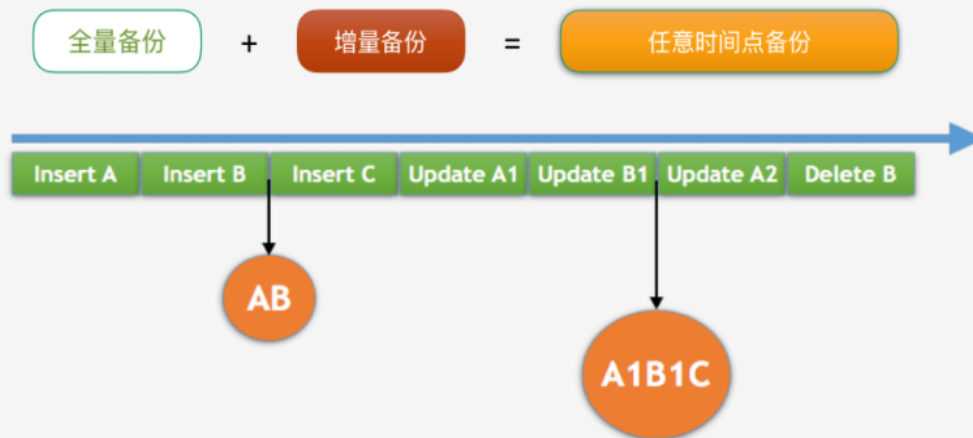 全量备份 + 增量备份 = 任意时间点备份
Insert A Insert B Insert C Update A1 Update B1 Update A2 Delete B
AB
A1B1C